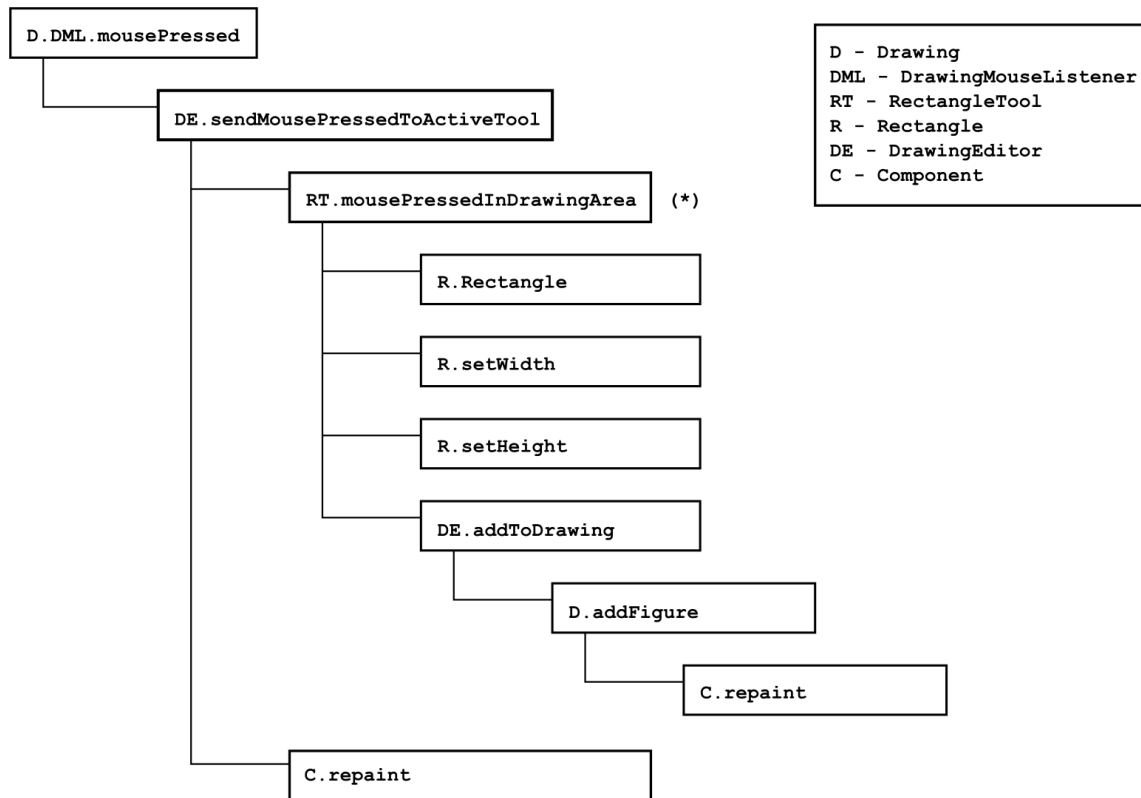 D.DML.mousePressed
DE.sendMousePressedToActiveTool
RT.mousePressedInDrawingArea (*)
R.Rectangle
R.setWidth
R.setHeight
DE.addToDrawing
D.addFigure
C.repaint
C.repaint
D - Drawing
DML - DrawingMouseListener
RT - RectangleTool
R - Rectangle
DE - DrawingEditor
C - Component